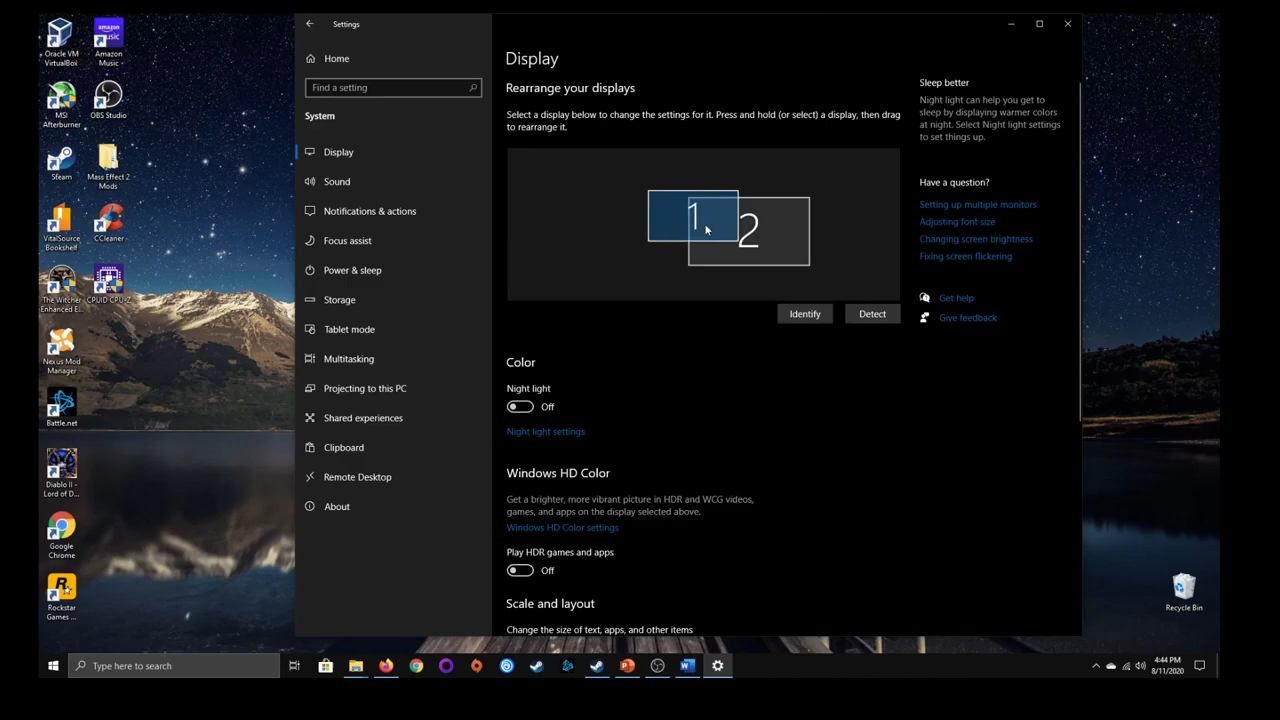 Oracle VM
VirtualBox
Amazon
Music -
MSI
Afterburner
OBS Studio
Steam
Mass Effect 2
Mods
VitalSource
Bookshelf
CCleaner
The Witcher
Enhanced E...
CPUID CPU-Z
Nexus Mod
Manager
Battle.net
Diablo II -
Lord of D...
Google
Chrome
Rockstar
Games ...
Settings
Home
Find a setting
System
Display
Sound
Notifications & actions
Focus assist
Power & sleep
Storage
Tablet mode
Multitasking
Projecting to this PC
Shared experiences
Clipboard
Remote Desktop
About
Display
Rearrange your displays
Select a display below to change the settings for it. Press and hold (or select) a display, then drag
to rearrange it.
1
2
Identify
Detect
Color
Night light
Off
Night light settings
Windows HD Color
Get a brighter, more vibrant picture in HDR and WCG videos,
games, and apps on the display selected above.
Windows HD Color settings
Play HDR games and apps
Off
Scale and layout
Change the size of text, apps, and other items
Sleep better
Night light can help you get to
sleep by displaying warmer colors
at night. Select Night light settings
to set things up.
Have a question?
Setting up multiple monitors
Adjusting font size
Changing screen brightness
Fixing screen flickering
Get help
Give feedback
Recycle Bin
Type here to search
4:44 PM
8/11/2020